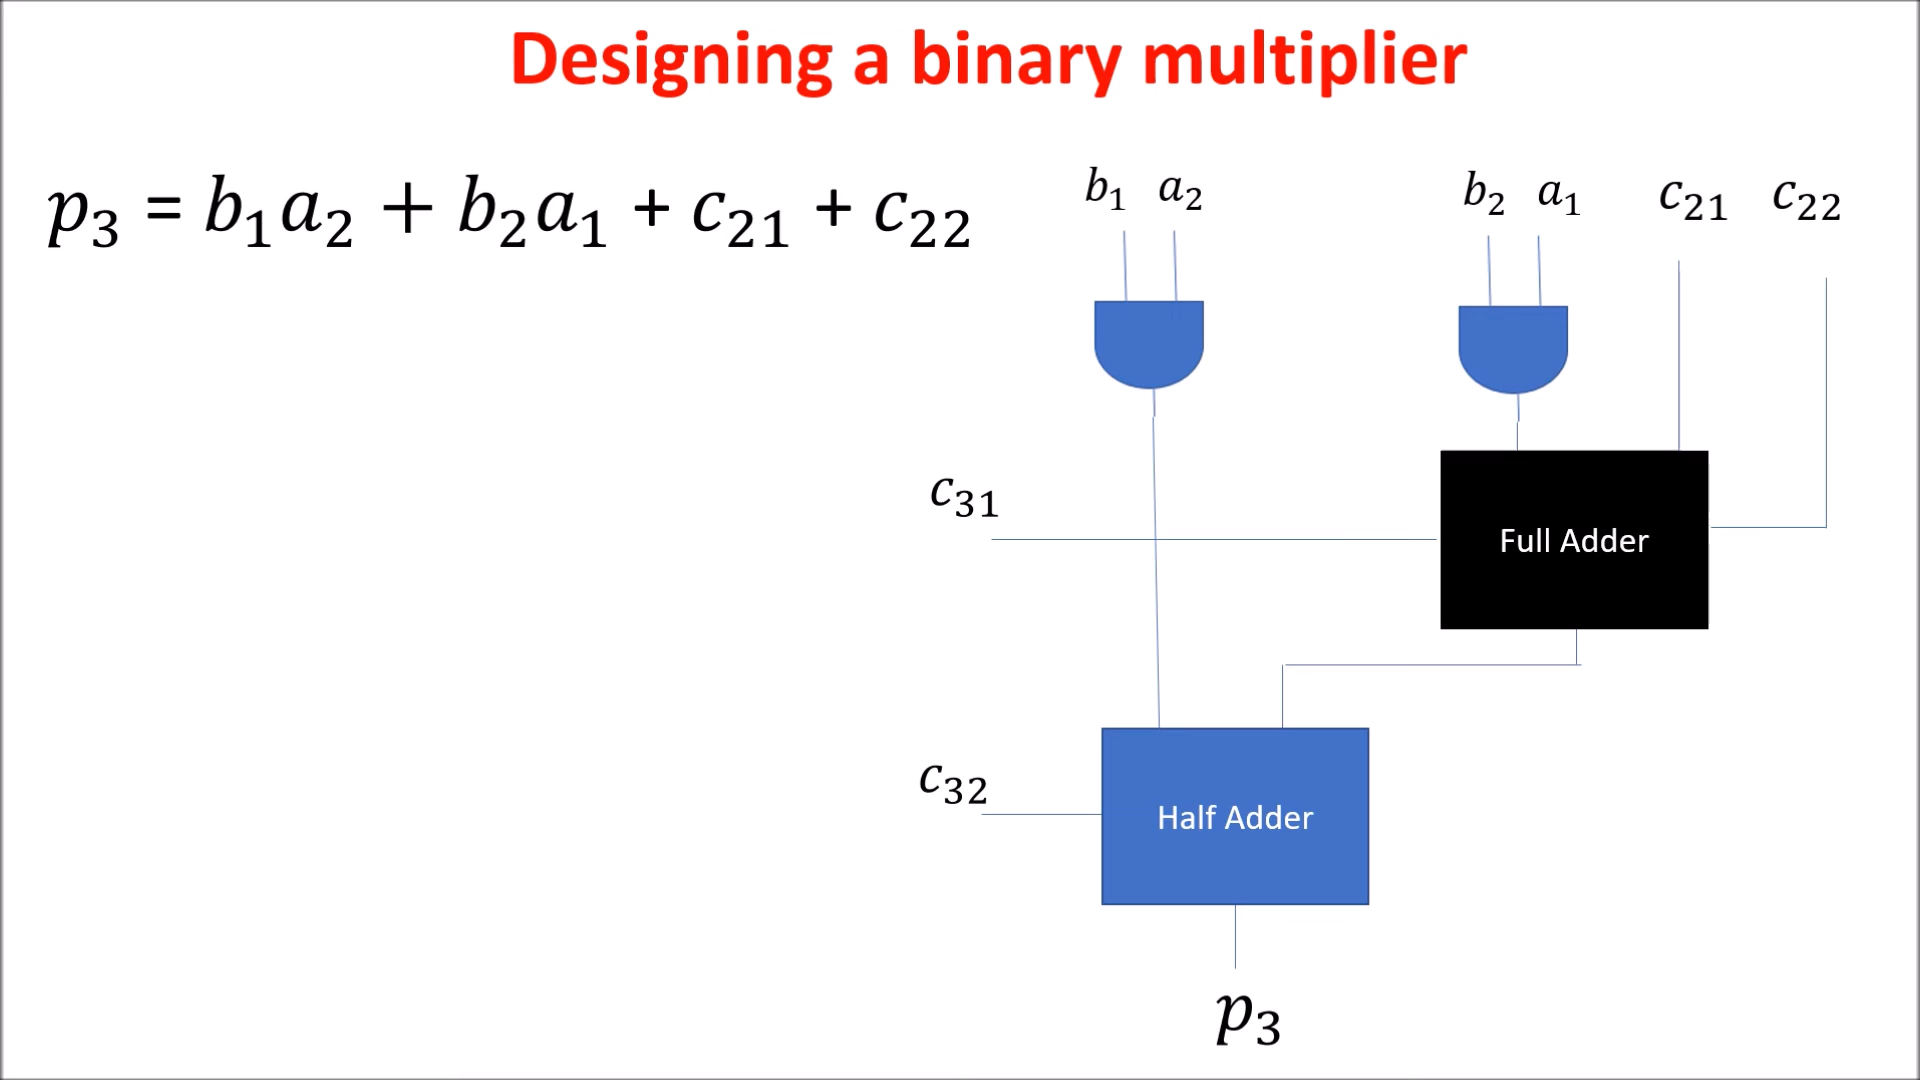 Designing a binary multiplier
p₃ = b₁a₂ + b₂a₁ + c₂₁ + c₂₂
b₁ a₂ b₂ a₁ c₂₁ c₂₂
c₃₁
Full Adder
c₃₂
Half Adder
p₃